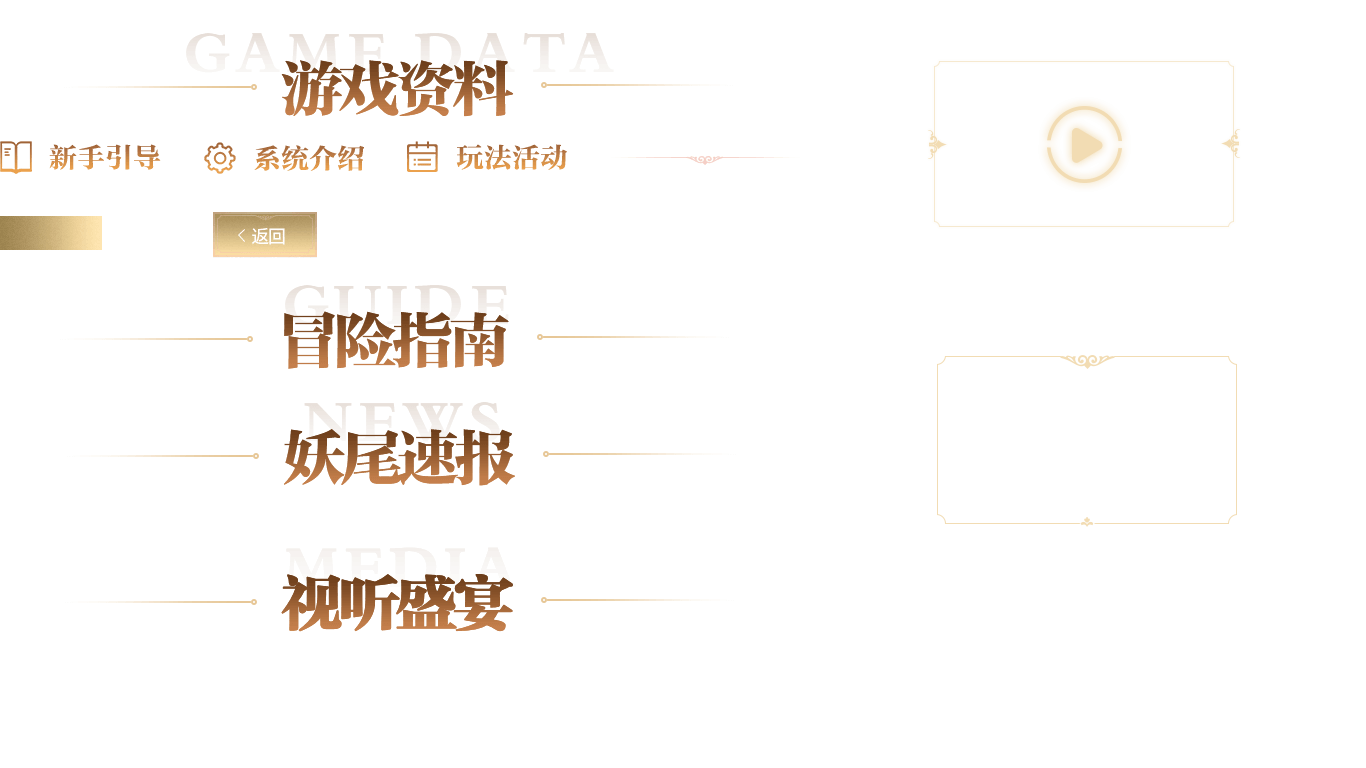 GAME DATA
游戏资料
新手引导 系统介绍 玩法活动
返回
GUIDE
冒险指南
NEWS
妖尾速报
MEDIA
视听盛宴